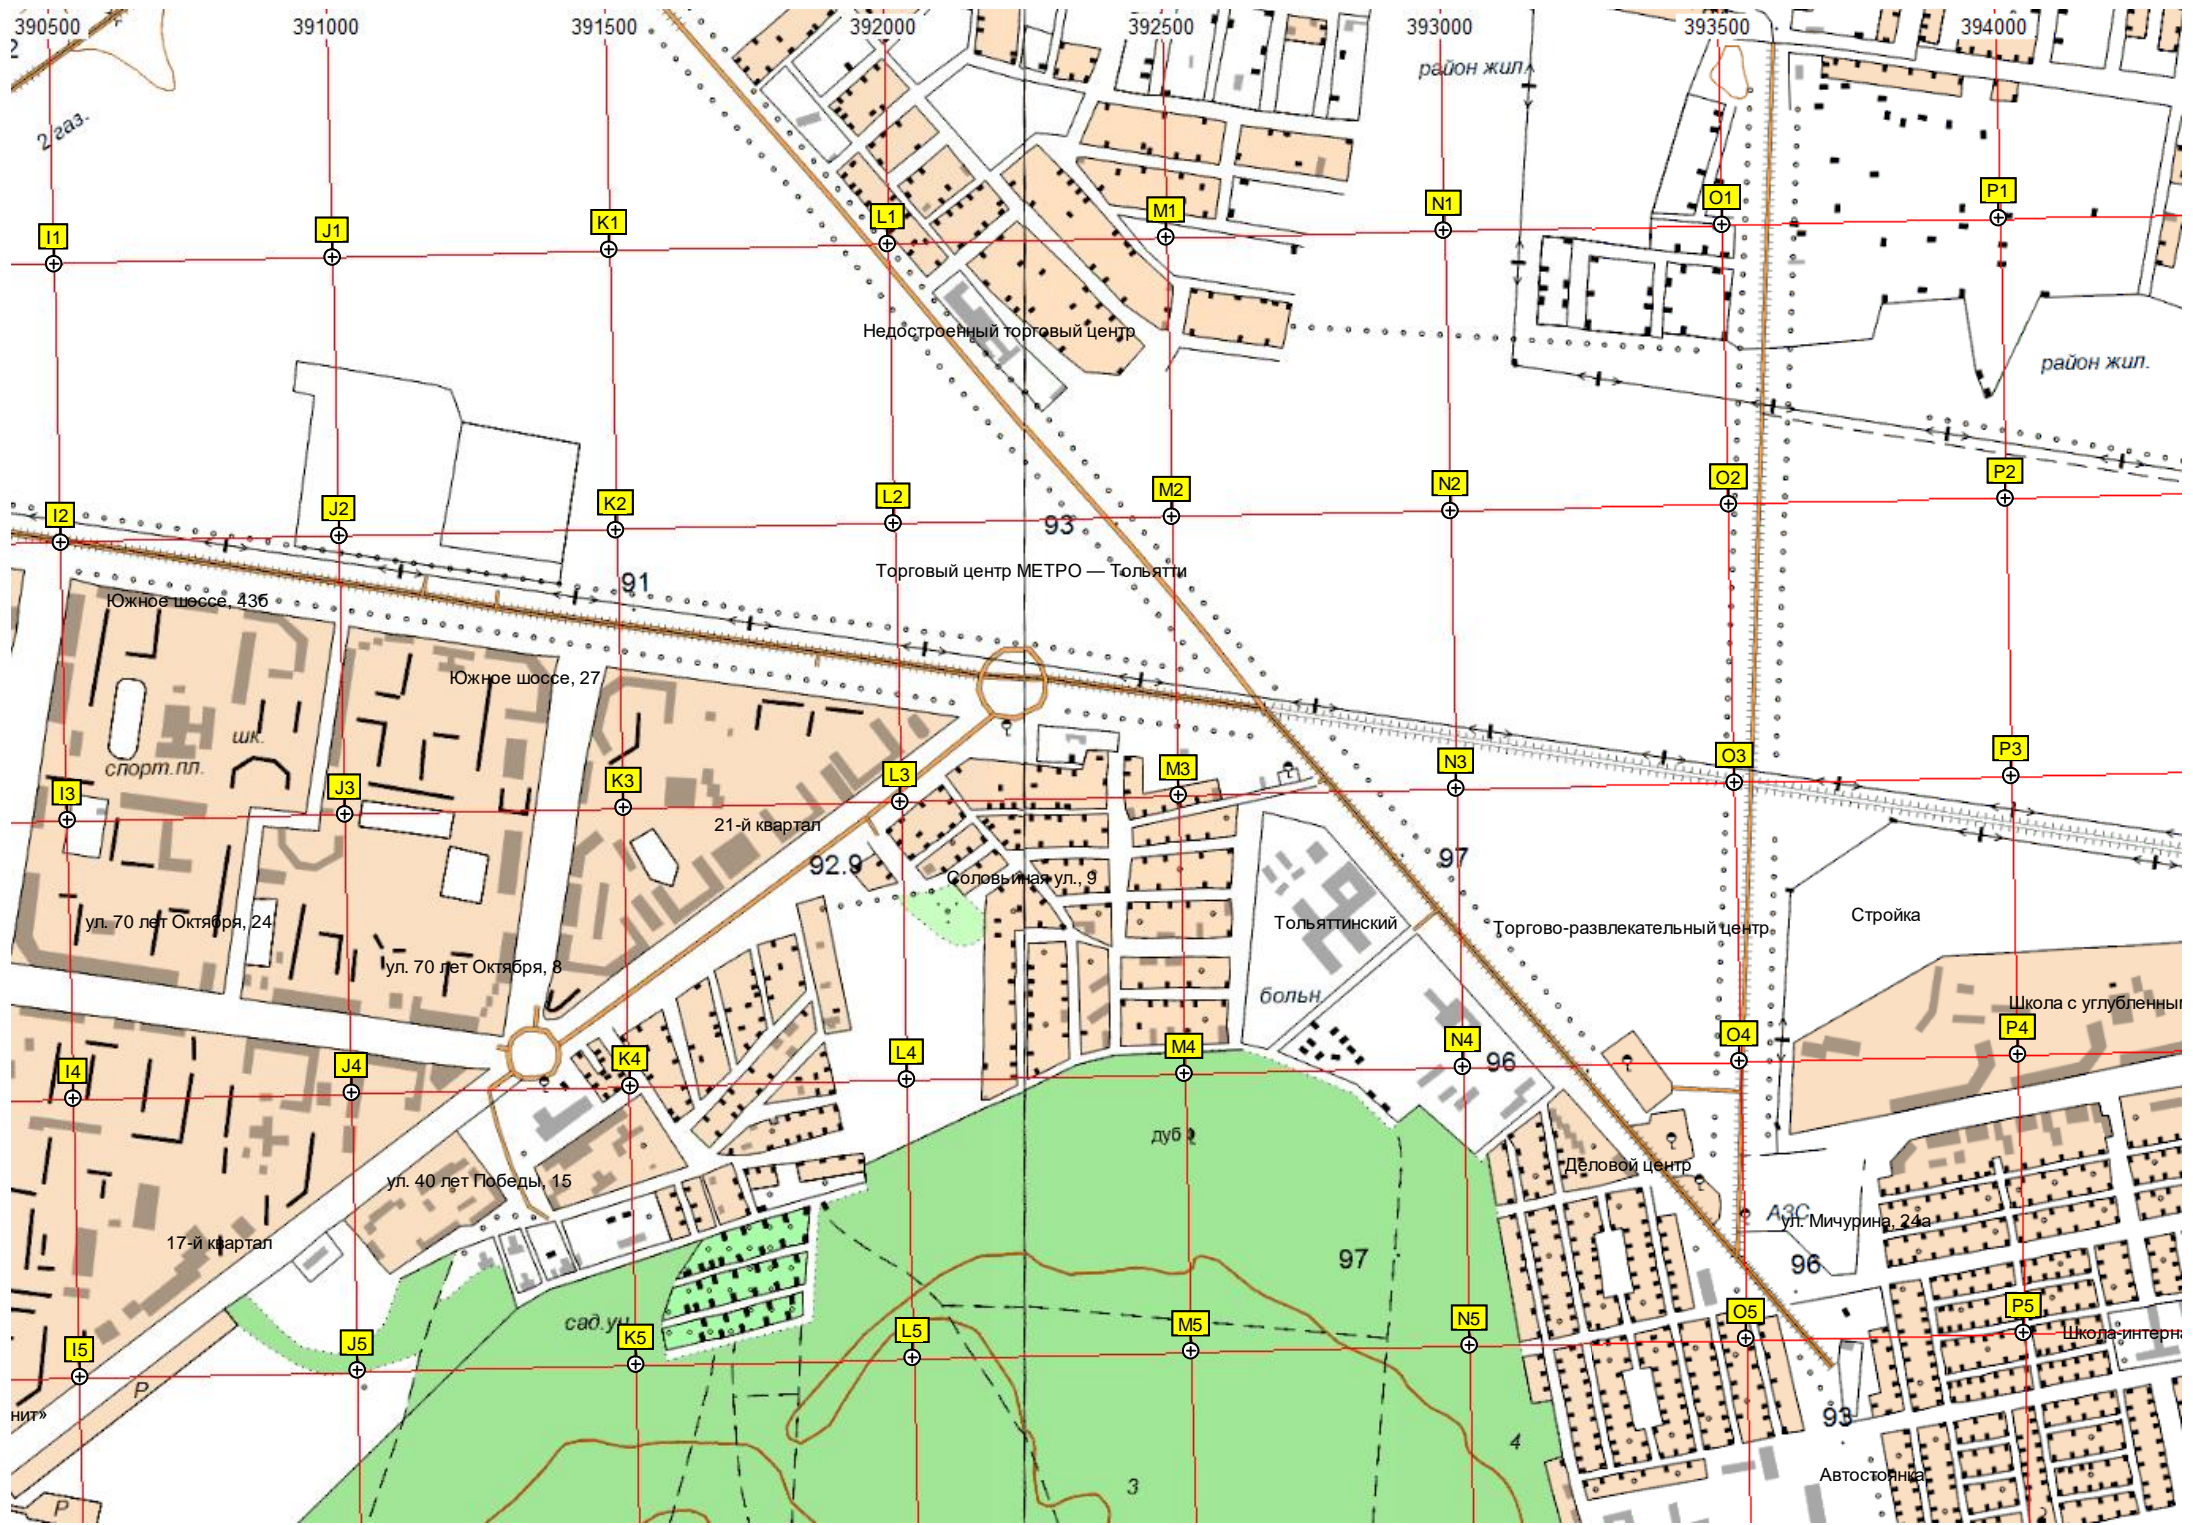 390500 391000 391500 392000 392500 393000 393500 394000
2
2 газ.
район жил.
I1 J1 K1 L1 M1 N1 O1 P1
Недостроенный торговый центр
район жил.
I2 J2 K2 L2 M2 N2 O2 P2
93
Торговый центр МЕТРО — Тольятти
91
Южное шоссе, 43б
Южное шоссе, 27
шк.
спорт.пл.
I3 J3 K3 L3 M3 N3 O3 P3
21-й квартал
92.9
97
Соловьиная ул., 9
ул. 70 лет Октября, 24
Тольяттинский
Торгово-развлекательный центр
Стройка
ул. 70 лет Октября, 8
больн.
Школа с углубленны
I4 J4 K4 L4 M4 N4 O4 P4
96
дуб
Деловой центр
ул. 40 лет Победы, 15
АЗС
ул. Мичурина, 24а
17-й квартал
97
96
сад.уч.
I5 J5 K5 L5 M5 N5 O5 P5
Школа-интерна
Р
нит»
93
4
Автостоянка
3
Р